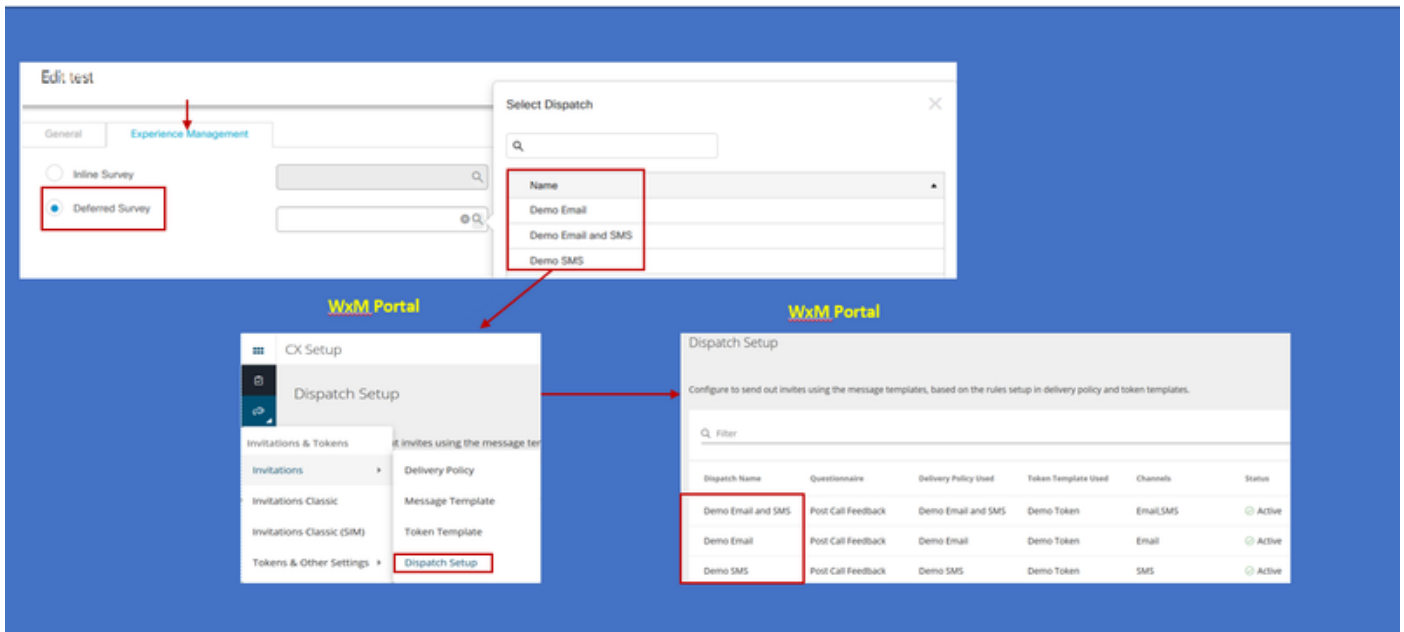 Edit test
General Experience Management
Inline Survey
Deferred Survey
Select Dispatch
Name
Demo Email
Demo Email and SMS
Demo SMS
WxM Portal
CX Setup
Dispatch Setup
Invitations & Tokens
t invites using the message ter
Invitations
Invitations Classic
Invitations Classic (SIM)
Tokens & Other Settings
Delivery Policy
Message Template
Token Template
Dispatch Setup
WxM Portal
Dispatch Setup
Configure to send out invites using the message templates, based on the rules setup in delivery policy and token templates.
Filter
Dispatch Name Questionnaire Delivery Policy Used Token Template Used Channels Status
Demo Email and SMS Post Call Feedback Demo Email and SMS Demo Token Email,SMS Active
Demo Email Post Call Feedback Demo Email Demo Token Email Active
Demo SMS Post Call Feedback Demo SMS Demo Token SMS Active